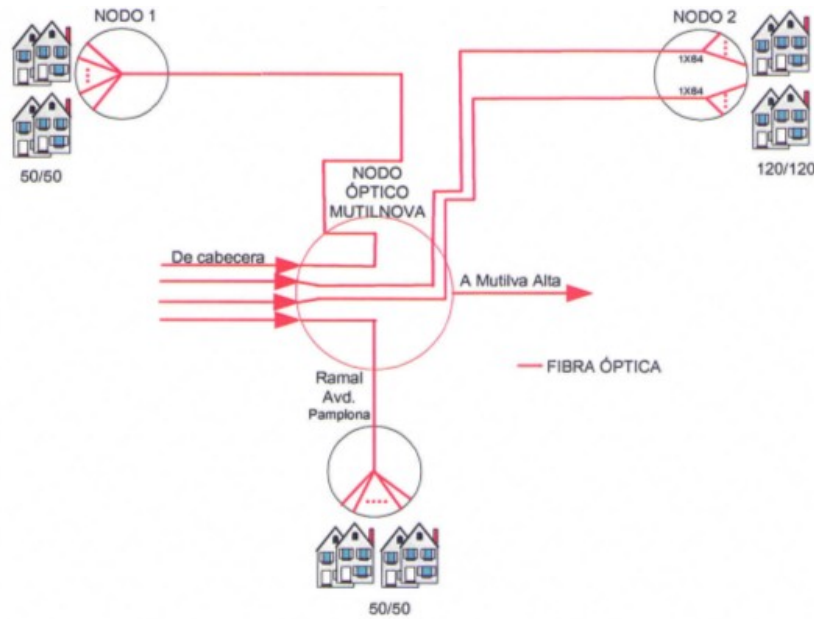 NODO 1
NODO 2
1X64
1X64
50/50
120/120
NODO
ÓPTICO
MUTILNOVA
De cabecera
A Mutilva Alta
FIBRA ÓPTICA
Ramal
Avd.
Pamplona
50/50